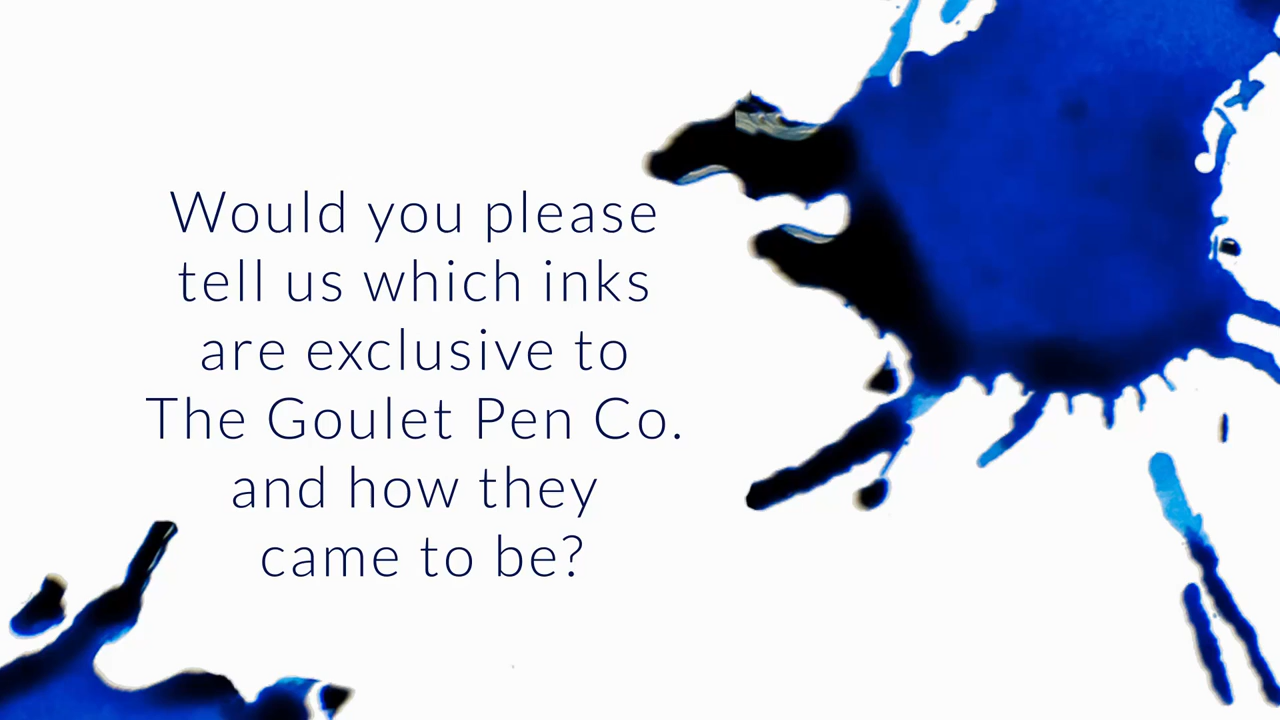 Would you please
tell us which inks
are exclusive to
The Goulet Pen Co.
and how they
came to be?